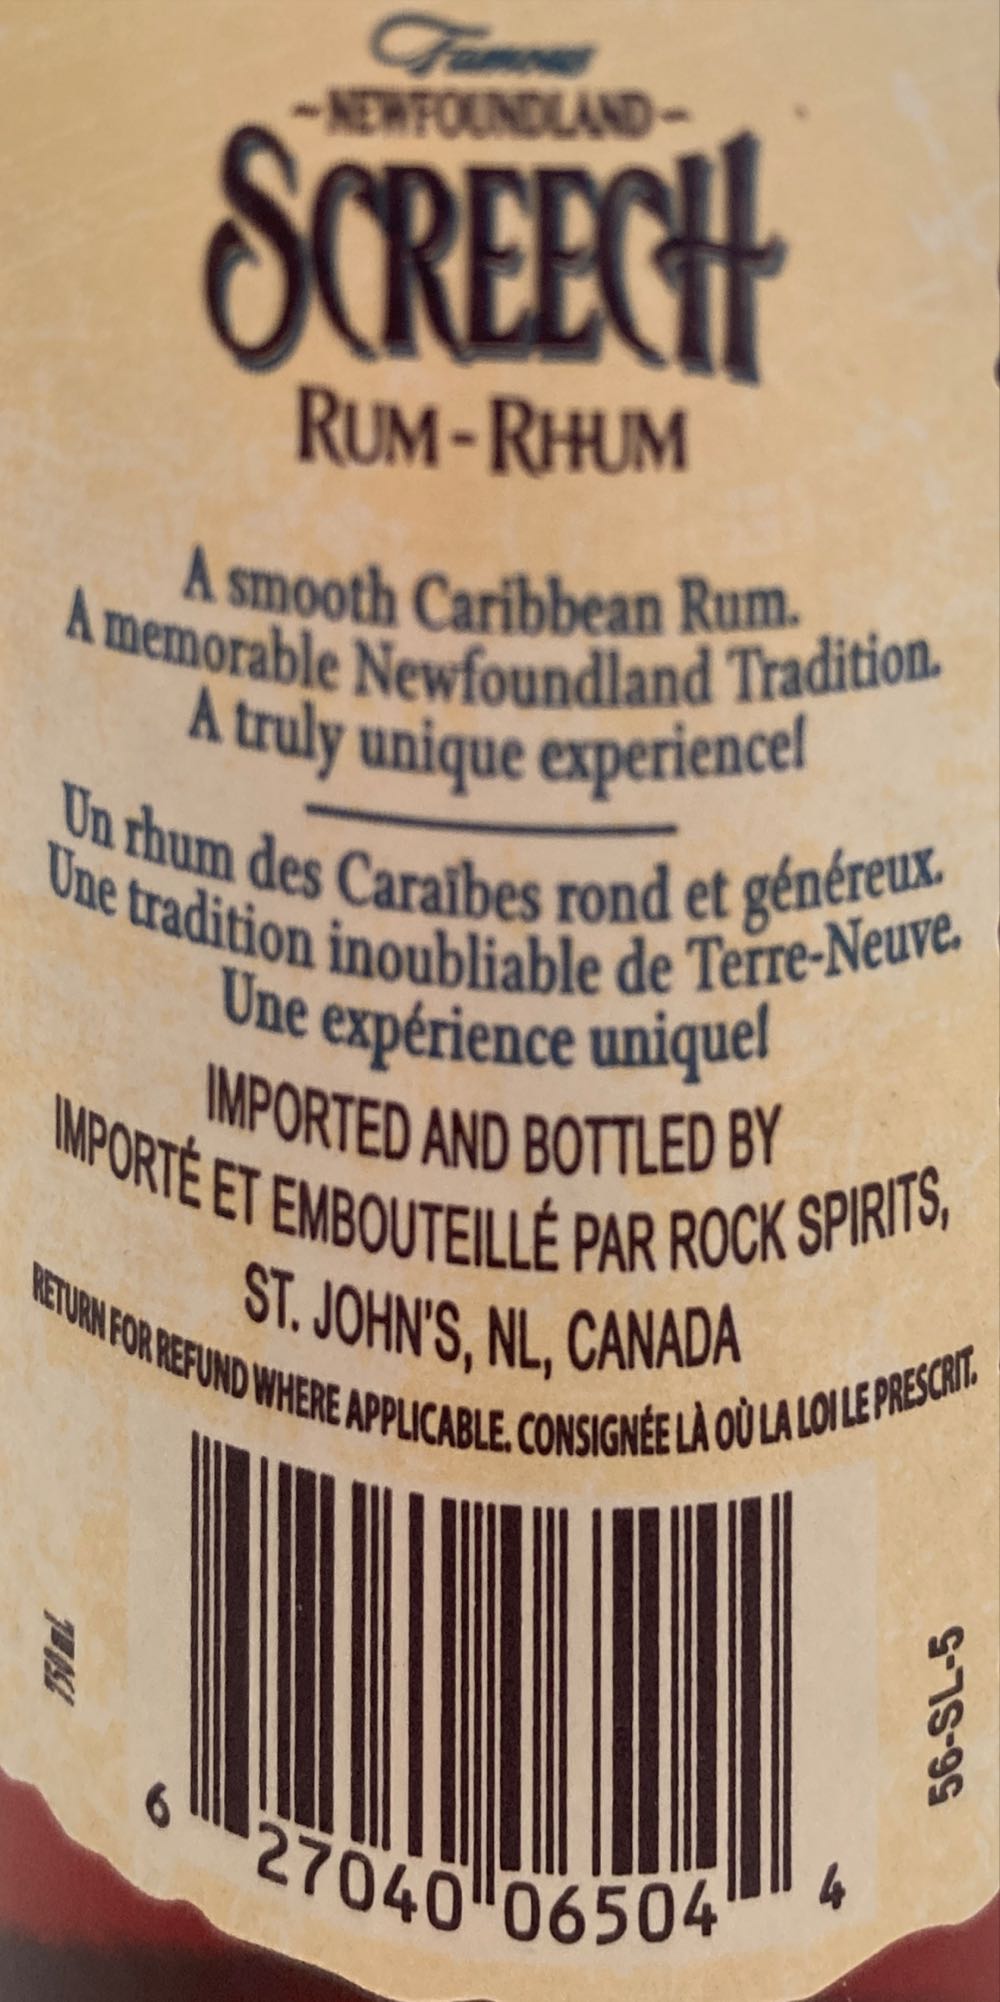 Famous
~NEWFOUNDLAND~
SCREECH
RUM-RHUM
A smooth Caribbean Rum.
A memorable Newfoundland Tradition.
A truly unique experience!
Un rhum des Caraïbes rond et généreux.
Une tradition inoubliable de Terre-Neuve.
Une expérience unique!
IMPORTED AND BOTTLED BY
IMPORTÉ ET EMBOUTEILLÉ PAR ROCK SPIRITS,
ST. JOHN'S, NL, CANADA
RETURN FOR REFUND WHERE APPLICABLE. CONSIGNÉE LÀ OÙ LA LOI LE PRESCRIT.
750 mL
56-SL-5
6 27040 06504 4